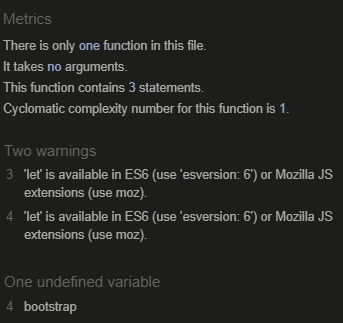 Metrics
There is only one function in this file.
It takes no arguments.
This function contains 3 statements.
Cyclomatic complexity number for this function is 1.
Two warnings
3 'let' is available in ES6 (use 'esversion: 6') or Mozilla JS
extensions (use moz).
4 'let' is available in ES6 (use 'esversion: 6') or Mozilla JS
extensions (use moz).
One undefined variable
4 bootstrap